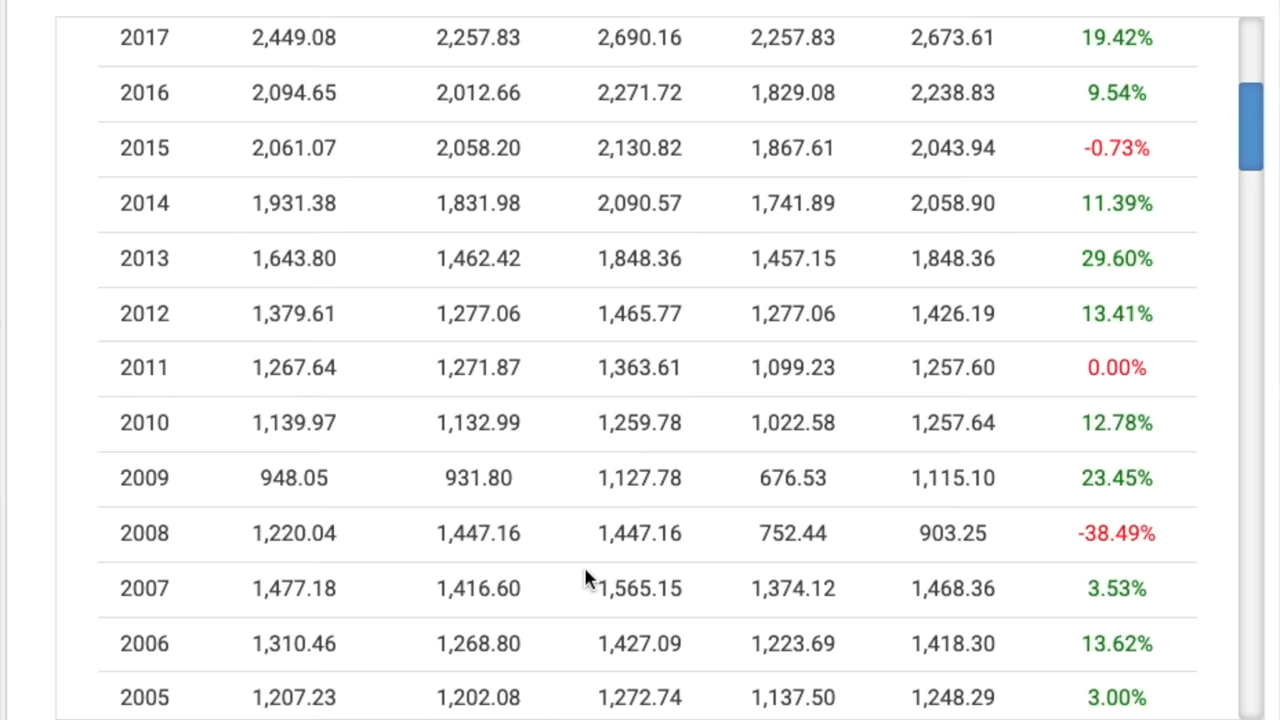 2017 2,449.08 2,257.83 2,690.16 2,257.83 2,673.61 19.42%
2016 2,094.65 2,012.66 2,271.72 1,829.08 2,238.83 9.54%
2015 2,061.07 2,058.20 2,130.82 1,867.61 2,043.94 -0.73%
2014 1,931.38 1,831.98 2,090.57 1,741.89 2,058.90 11.39%
2013 1,643.80 1,462.42 1,848.36 1,457.15 1,848.36 29.60%
2012 1,379.61 1,277.06 1,465.77 1,277.06 1,426.19 13.41%
2011 1,267.64 1,271.87 1,363.61 1,099.23 1,257.60 0.00%
2010 1,139.97 1,132.99 1,259.78 1,022.58 1,257.64 12.78%
2009 948.05 931.80 1,127.78 676.53 1,115.10 23.45%
2008 1,220.04 1,447.16 1,447.16 752.44 903.25 -38.49%
2007 1,477.18 1,416.60 1,565.15 1,374.12 1,468.36 3.53%
2006 1,310.46 1,268.80 1,427.09 1,223.69 1,418.30 13.62%
2005 1,207.23 1,202.08 1,272.74 1,137.50 1,248.29 3.00%